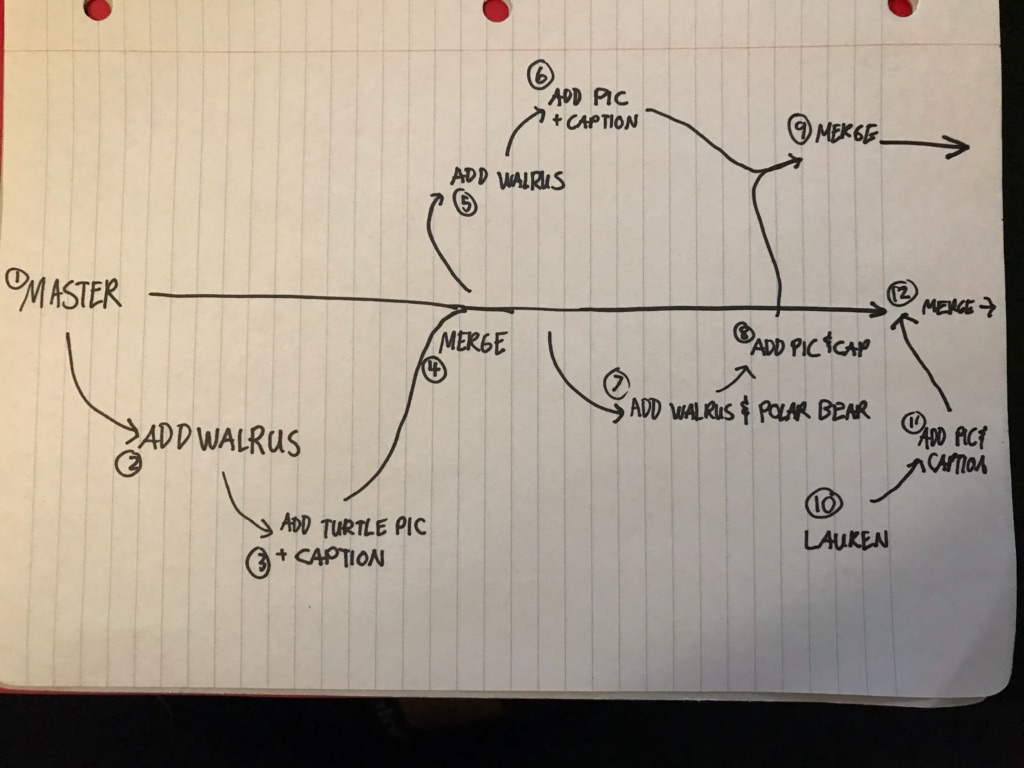 ① MASTER
② ADD WALRUS
③ ADD TURTLE PIC
+ CAPTION
④ MERGE
⑤ ADD WALRUS
⑥ ADD PIC
+ CAPTION
⑦ ADD WALRUS & POLAR BEAR
⑧ ADD PIC & CAP
⑨ MERGE
⑩ LAUREN
⑪ ADD PIC &
CAPTION
⑫ MERGE →